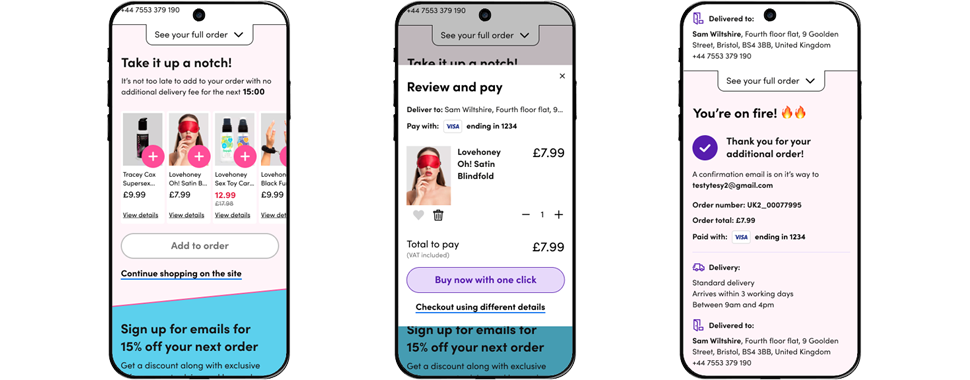 +44 7553 379 190
See your full order
Take it up a notch!
It's not too late to add to your order with no
additional delivery fee for the next 15:00
Tracey Cox
Supersex...
£9.99
View details
Lovehoney
Oh! Satin B...
£7.99
View details
Lovehoney
Sex Toy Car...
12.99
£17.98
View details
Lovehoney
Black Fu
£9.99
View details
Add to order
Continue shopping on the site
Sign up for emails for
15% off your next order
Get a discount along with exclusive
+44 7553 379 190
See your full order
Take it up a notch!
Review and pay
Deliver to: Sam Wiltshire, Fourth floor flat, 9...
Pay with: VISA ending in 1234
Lovehoney
Oh! Satin
Blindfold
£7.99
1
Total to pay
(VAT included)
£7.99
Buy now with one click
Checkout using different details
Sign up for emails for
15% off your next order
Get a discount along with exclusive
Delivered to:
Sam Wiltshire, Fourth floor flat, 9 Goolden
Street, Bristol, BS4 3BB, United Kingdom
+44 7553 379 190
See your full order
You're on fire! 🔥🔥
Thank you for your
additional order!
A confirmation email is on it's way to
testytesy2@gmail.com
Order number: UK2_00077995
Order total: £7.99
Paid with: VISA ending in 1234
Delivery:
Standard delivery
Arrives within 3 working days
Between 9am and 4pm
Delivered to:
Sam Wiltshire, Fourth floor flat, 9 Goolden
Street, Bristol, BS4 3BB, United Kingdom
+44 7553 379 190